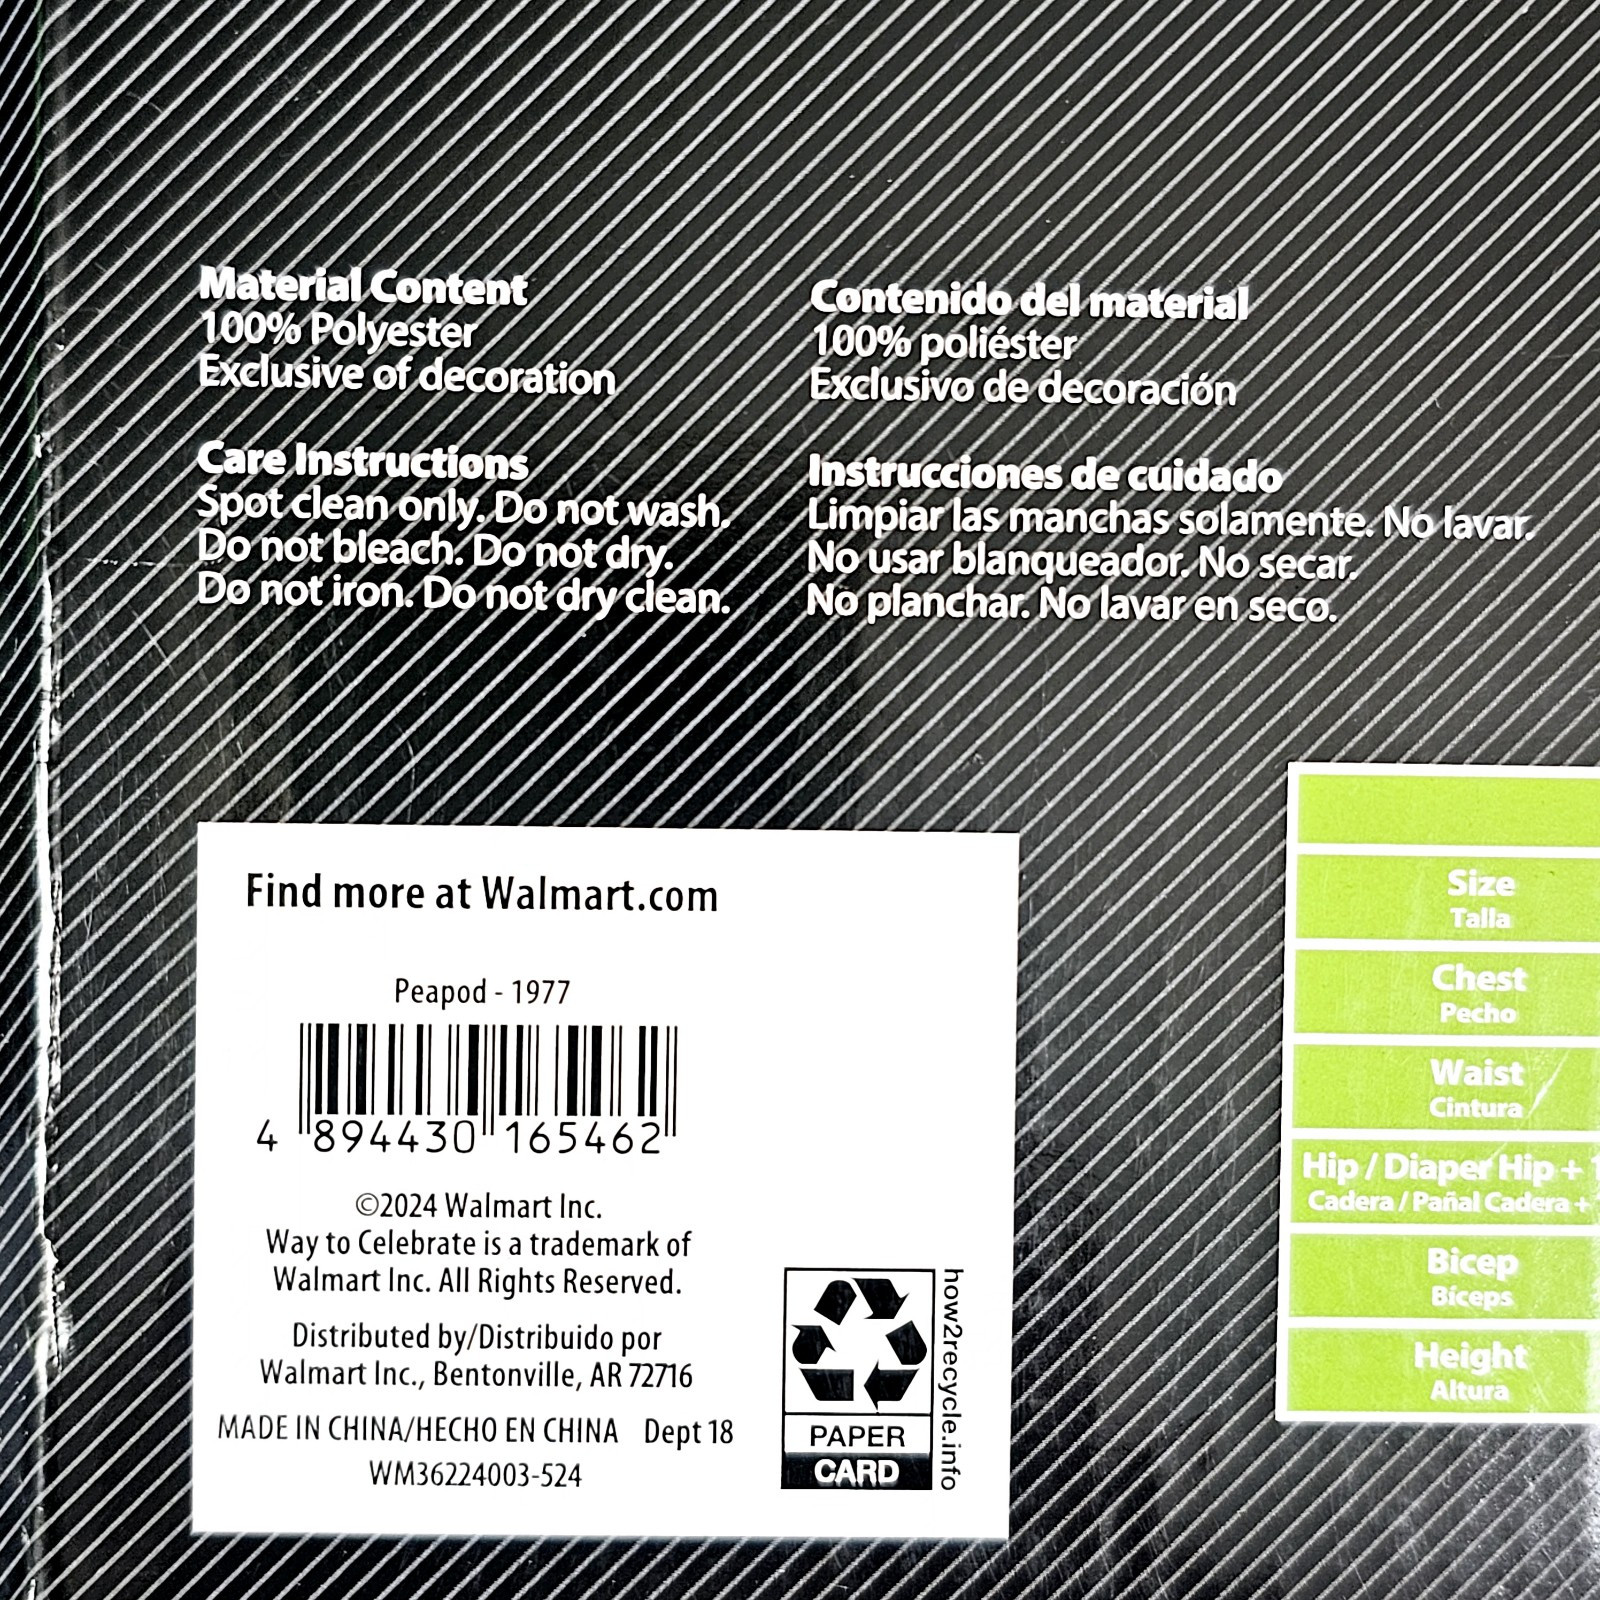 Material Content
100% Polyester
Exclusive of decoration
Care Instructions
Spot clean only. Do not wash.
Do not bleach. Do not dry.
Do not iron. Do not dry clean.
Contenido del material
100% poliéster
Exclusivo de decoración
Instrucciones de cuidado
Limpiar las manchas solamente. No lavar.
No usar blanqueador. No secar.
No planchar. No lavar en seco.
Find more at Walmart.com
Peapod - 1977
4 894430 165462
©2024 Walmart Inc.
Way to Celebrate is a trademark of
Walmart Inc. All Rights Reserved.
Distributed by/Distribuido por
Walmart Inc., Bentonville, AR 72716
MADE IN CHINA/HECHO EN CHINA Dept 18
WM36224003-524
PAPER
CARD
how2recycle.info
Size
Talla
Chest
Pecho
Waist
Cintura
Hip / Diaper Hip +
Cadera / Pañal Cadera +
Bicep
Bíceps
Height
Altura